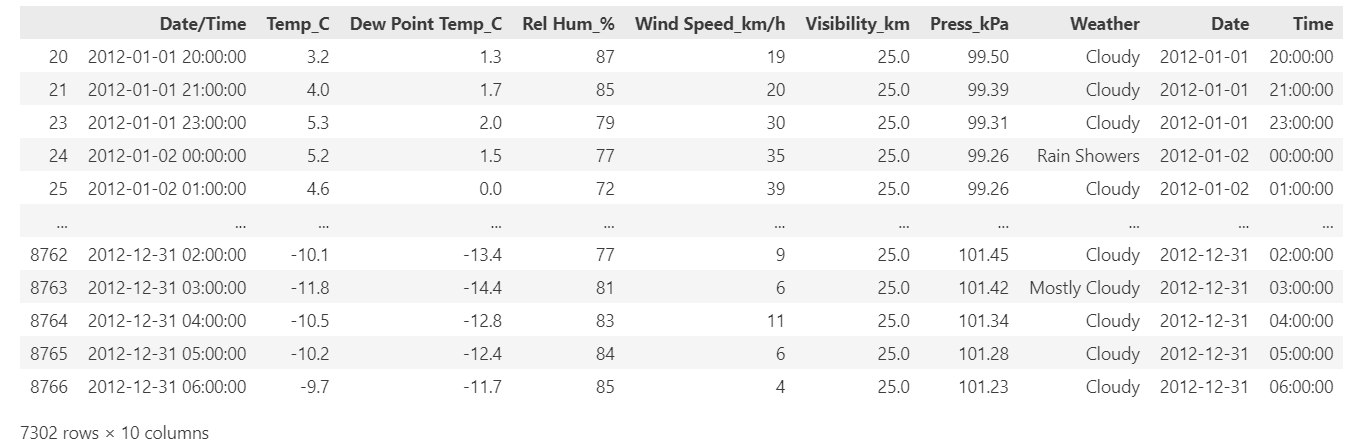 Date/Time Temp_C Dew Point Temp_C Rel Hum_% Wind Speed_km/h Visibility_km Press_kPa Weather Date Time
20 2012-01-01 20:00:00 3.2 1.3 87 19 25.0 99.50 Cloudy 2012-01-01 20:00:00
21 2012-01-01 21:00:00 4.0 1.7 85 20 25.0 99.39 Cloudy 2012-01-01 21:00:00
23 2012-01-01 23:00:00 5.3 2.0 79 30 25.0 99.31 Cloudy 2012-01-01 23:00:00
24 2012-01-02 00:00:00 5.2 1.5 77 35 25.0 99.26 Rain Showers 2012-01-02 00:00:00
25 2012-01-02 01:00:00 4.6 0.0 72 39 25.0 99.26 Cloudy 2012-01-02 01:00:00
... ... ... ... ... ... ... ... ... ... ...
8762 2012-12-31 02:00:00 -10.1 -13.4 77 9 25.0 101.45 Cloudy 2012-12-31 02:00:00
8763 2012-12-31 03:00:00 -11.8 -14.4 81 6 25.0 101.42 Mostly Cloudy 2012-12-31 03:00:00
8764 2012-12-31 04:00:00 -10.5 -12.8 83 11 25.0 101.34 Cloudy 2012-12-31 04:00:00
8765 2012-12-31 05:00:00 -10.2 -12.4 84 6 25.0 101.28 Cloudy 2012-12-31 05:00:00
8766 2012-12-31 06:00:00 -9.7 -11.7 85 4 25.0 101.23 Cloudy 2012-12-31 06:00:00
7302 rows × 10 columns